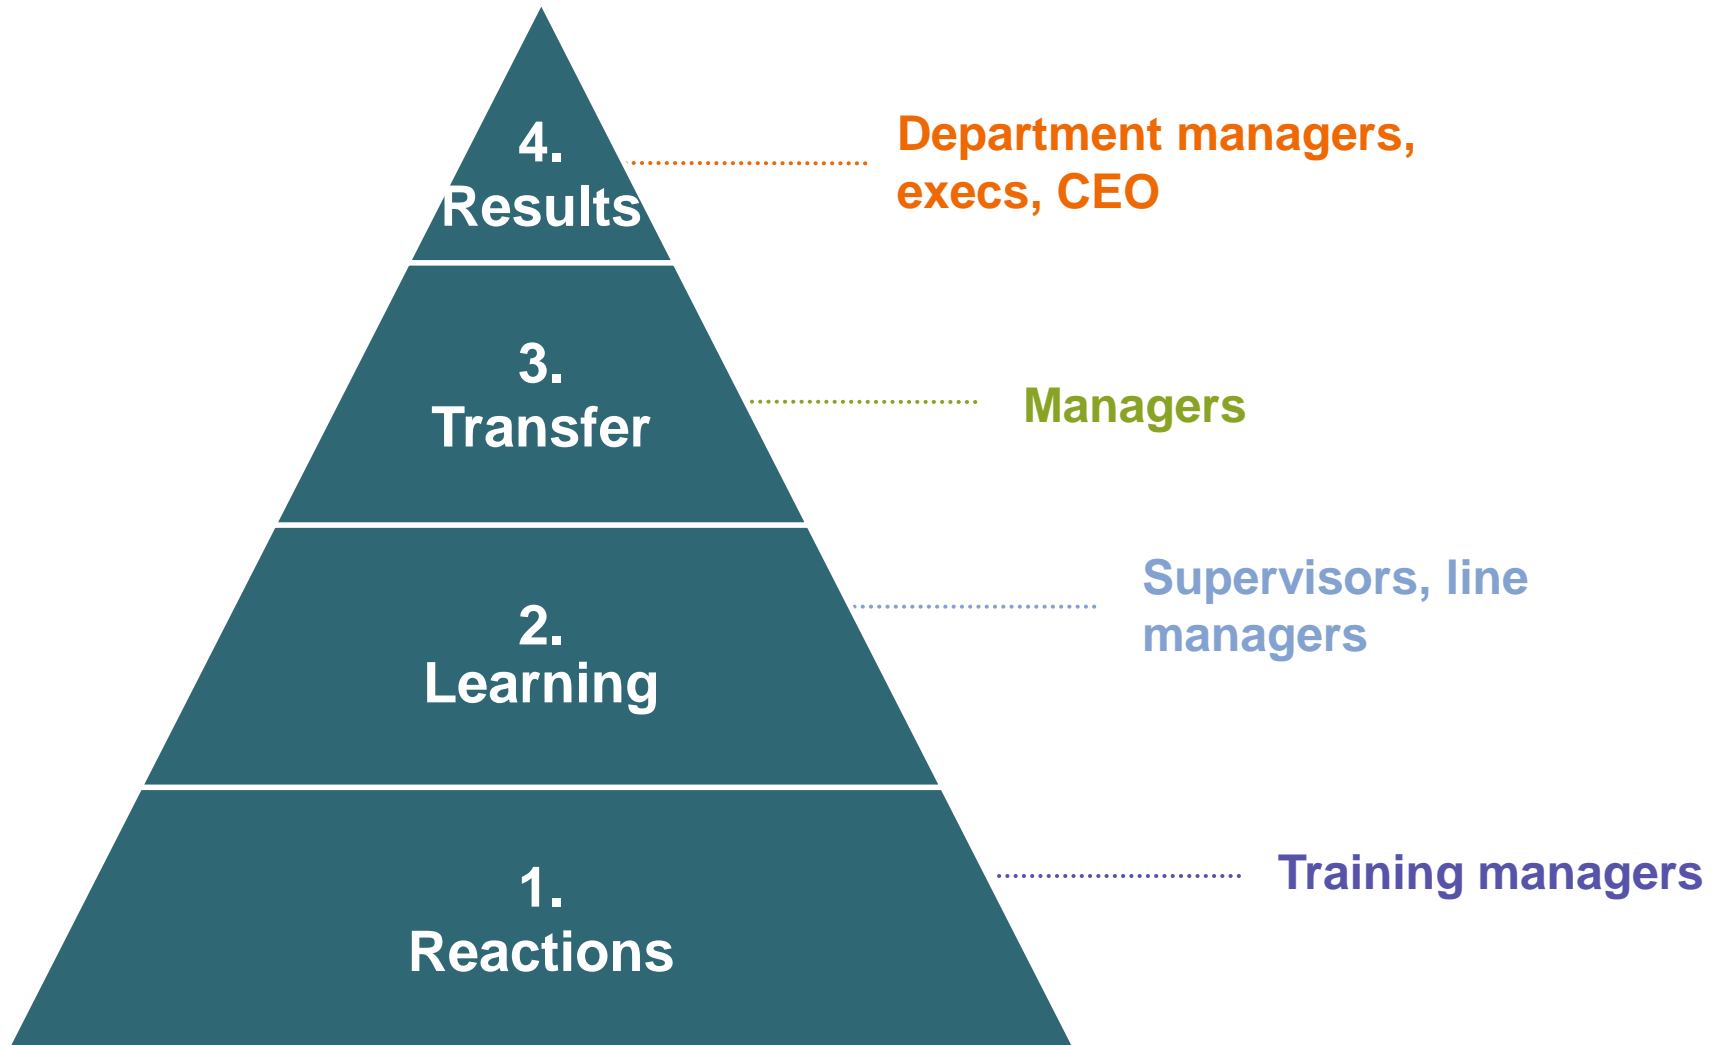 4.
Results
Department managers,
execs, CEO
3.
Transfer
Managers
2.
Learning
Supervisors, line
managers
1.
Reactions
Training managers